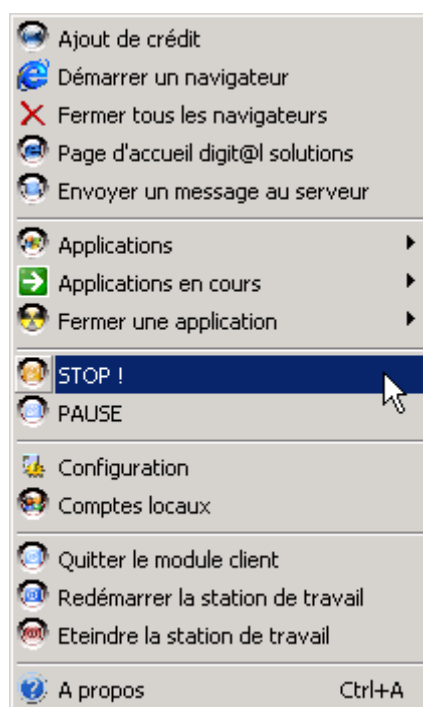 Ajout de crédit
Démarrer un navigateur
Fermer tous les navigateurs
Page d'accueil digit@l solutions
Envoyer un message au serveur
Applications
Applications en cours
Fermer une application
STOP !
PAUSE
Configuration
Comptes locaux
Quitter le module client
Redémarrer la station de travail
Eteindre la station de travail
A propos Ctrl+A